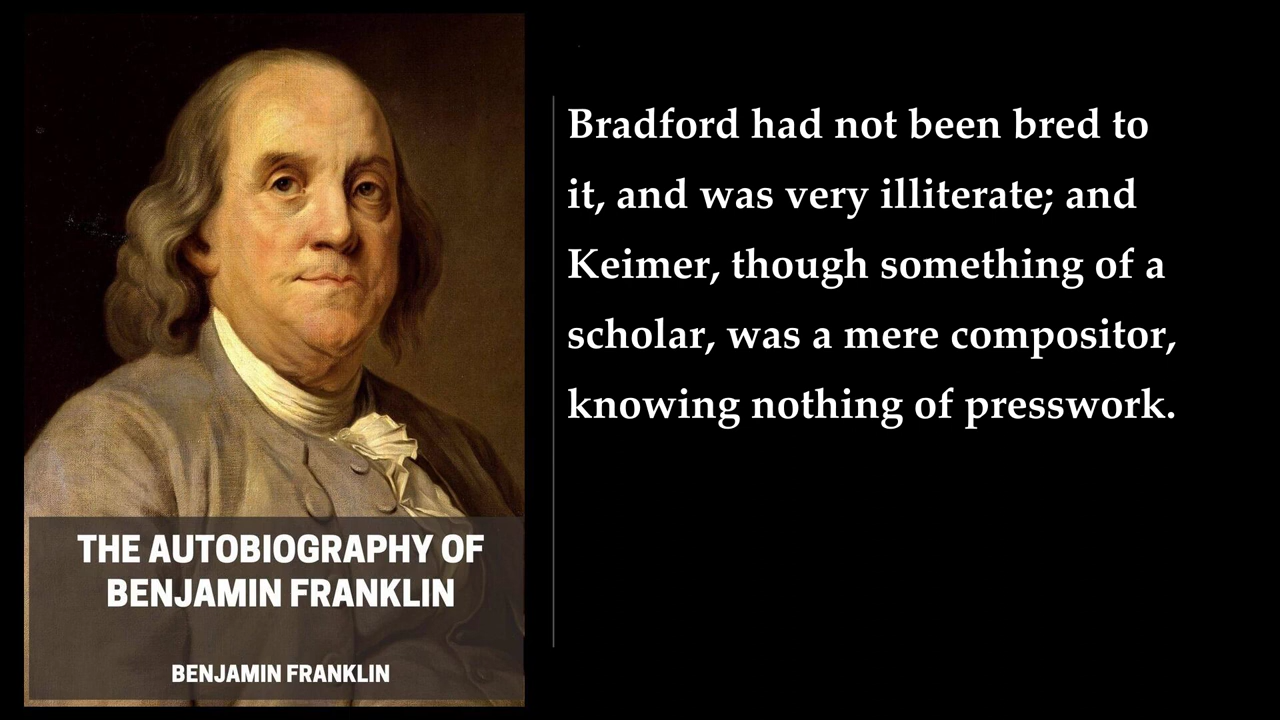 THE AUTOBIOGRAPHY OF
BENJAMIN FRANKLIN
BENJAMIN FRANKLIN
Bradford had not been bred to
it, and was very illiterate; and
Keimer, though something of a
scholar, was a mere compositor,
knowing nothing of presswork.